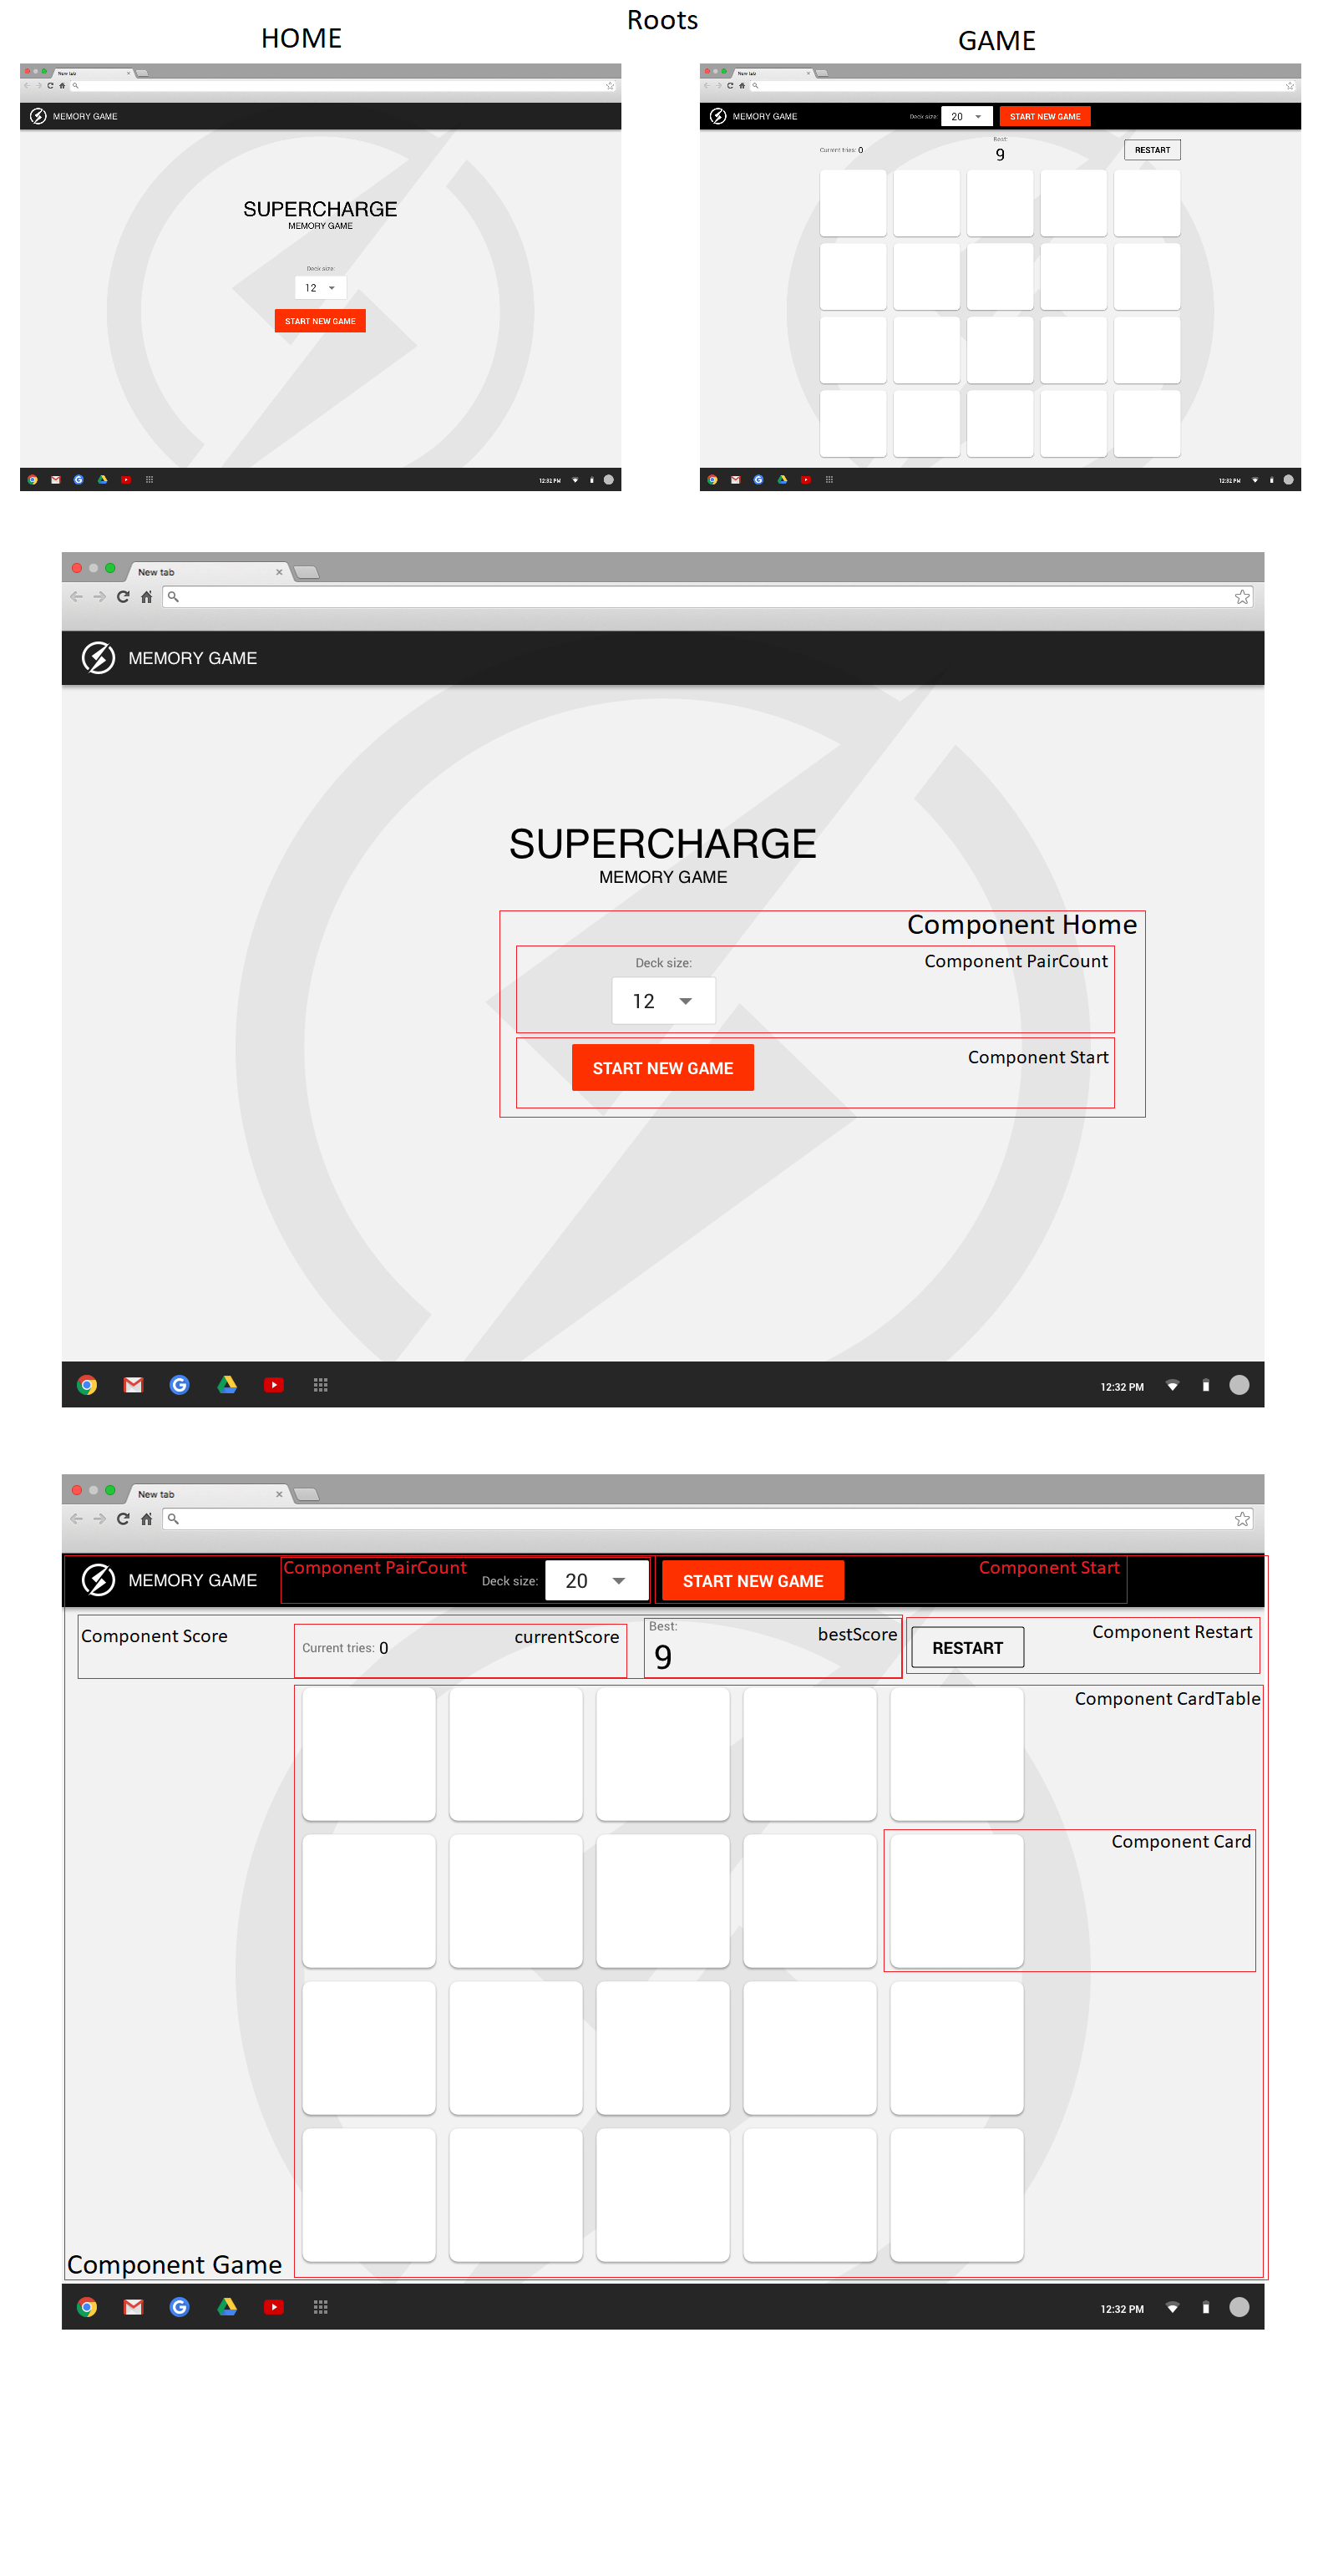 Roots
HOME
GAME
New tab
MEMORY GAME
SUPERCHARGE
MEMORY GAME
Deck size:
12
START NEW GAME
12:32 PM
New tab
MEMORY GAME
Deck size:
20
START NEW GAME
Current tries: 0
Best:
9
RESTART
12:32 PM
New tab
MEMORY GAME
SUPERCHARGE
MEMORY GAME
Component Home
Deck size:
Component PairCount
12
START NEW GAME
Component Start
12:32 PM
New tab
MEMORY GAME
Component PairCount
Deck size:
20
START NEW GAME
Component Start
Component Score
Current tries: 0
currentScore
Best:
9
bestScore
RESTART
Component Restart
Component CardTable
Component Card
Component Game
12:32 PM